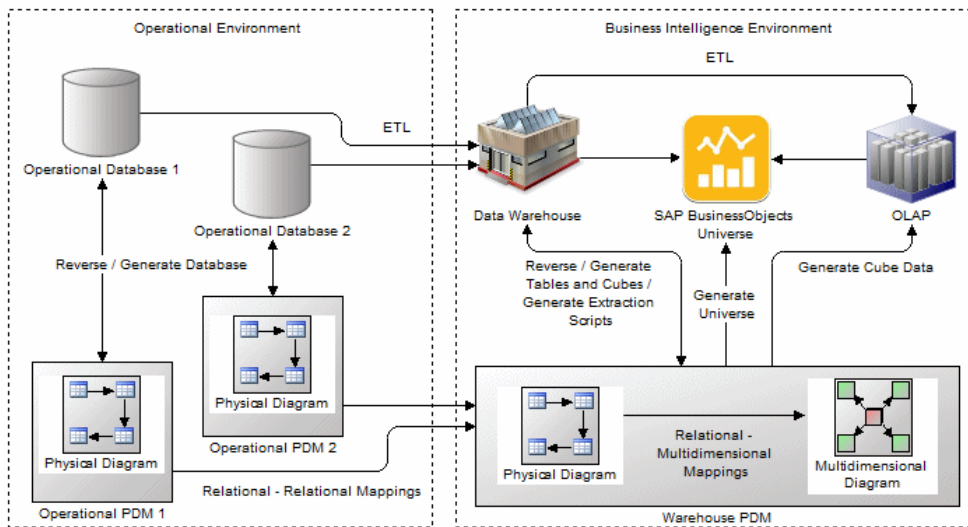 Operational Environment
Business Intelligence Environment
ETL
ETL
Operational Database 1
Operational Database 2
Data Warehouse
SAP BusinessObjects
Universe
OLAP
Reverse / Generate Database
Reverse / Generate
Tables and Cubes /
Generate Extraction
Scripts
Generate
Universe
Generate Cube Data
Physical Diagram
Operational PDM 2
Physical Diagram
Operational PDM 1
Relational - Relational Mappings
Physical Diagram
Relational -
Multidimensional
Mappings
Multidimensional
Diagram
Warehouse PDM